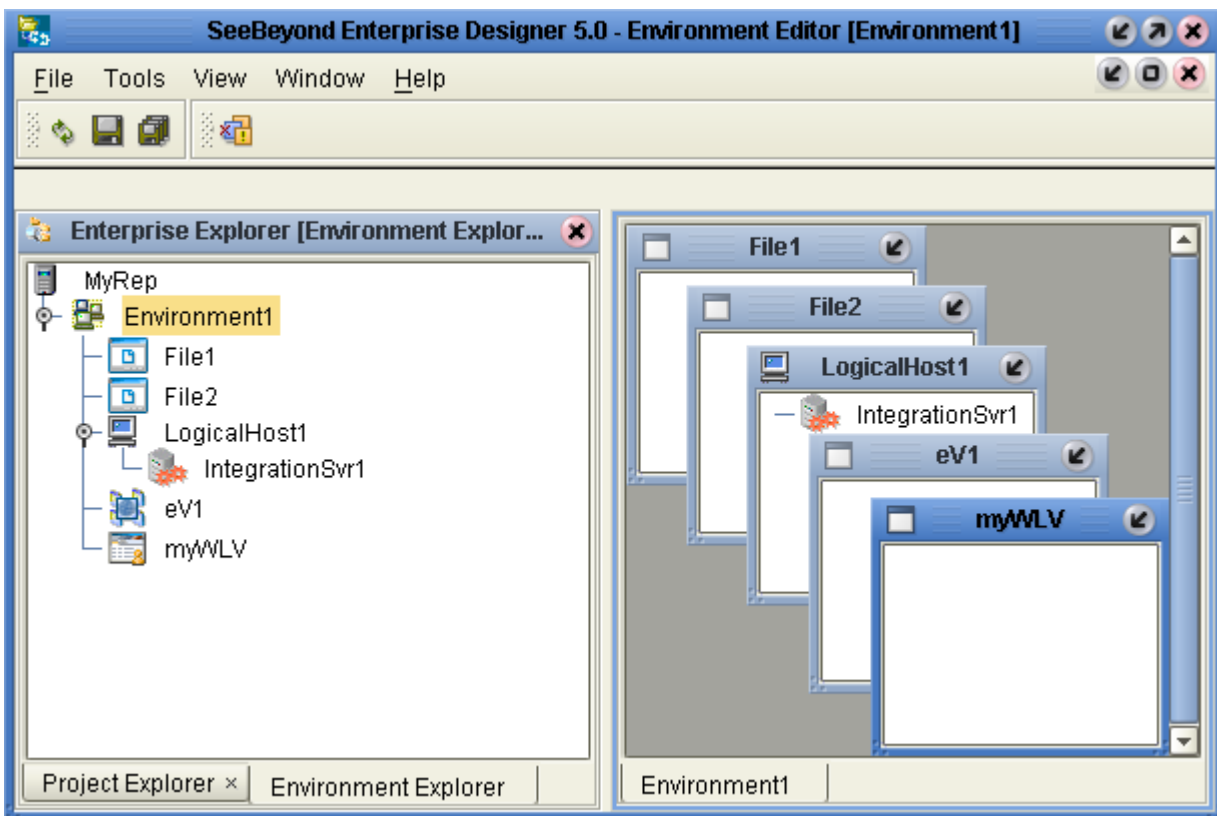 SeeBeyond Enterprise Designer 5.0 - Environment Editor [Environment1]
File Tools View Window Help
Enterprise Explorer [Environment Explor...
MyRep
Environment1
File1
File2
LogicalHost1
IntegrationSvr1
eV1
myWLV
Project Explorer ×
Environment Explorer
File1
File2
LogicalHost1
IntegrationSvr1
eV1
myWLV
Environment1